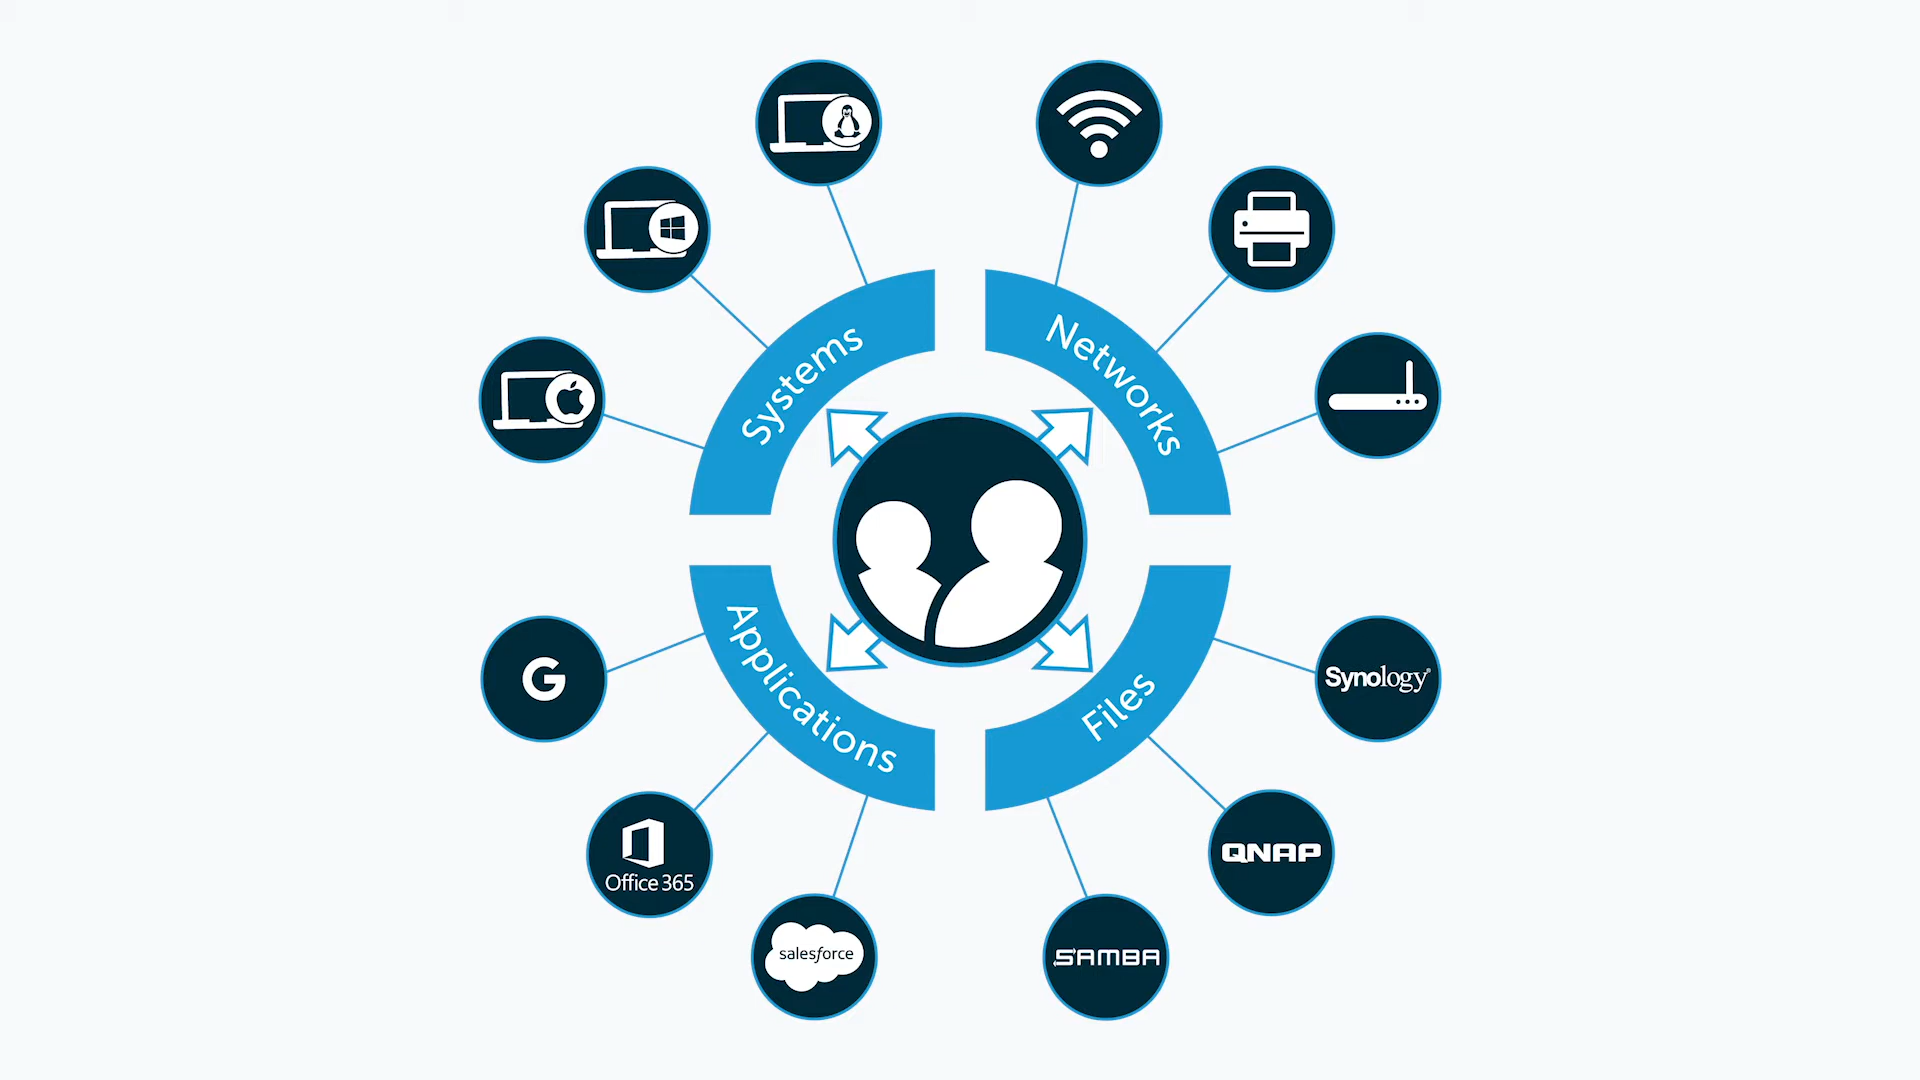 Systems
Networks
Applications
Files
G
Office 365
salesforce
Synology®
QNAP
SAMBA